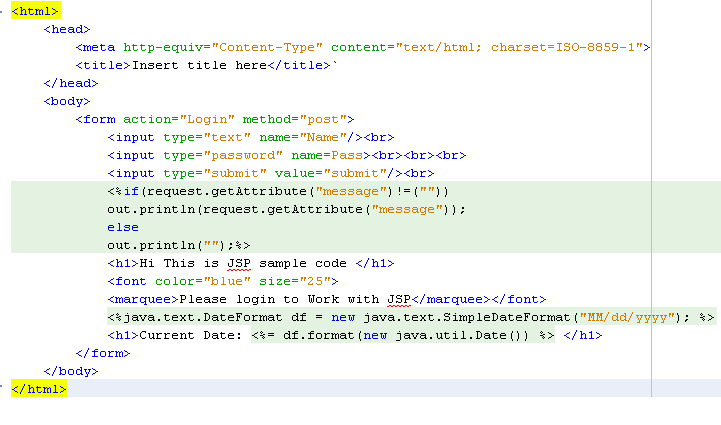 <html>
<head>
<meta http-equiv="Content-Type" content="text/html; charset=ISO-8859-1">
<title>Insert title here</title>`
</head>
<body>
<form action="Login" method="post">
<input type="text" name="Name"/><br>
<input type="password" name=Pass><br><br><br>
<input type="submit" value="submit"/><br>
<%if(request.getAttribute("message")!=(""))
out.println(request.getAttribute("message"));
else
out.println("");%>
<h1>Hi This is JSP sample code </h1>
<font color="blue" size="25">
<marquee>Please login to Work with JSP</marquee></font>
<%java.text.DateFormat df = new java.text.SimpleDateFormat("MM/dd/yyyy"); %>
<h1>Current Date: <%= df.format(new java.util.Date()) %> </h1>
</form>
</body>
</html>